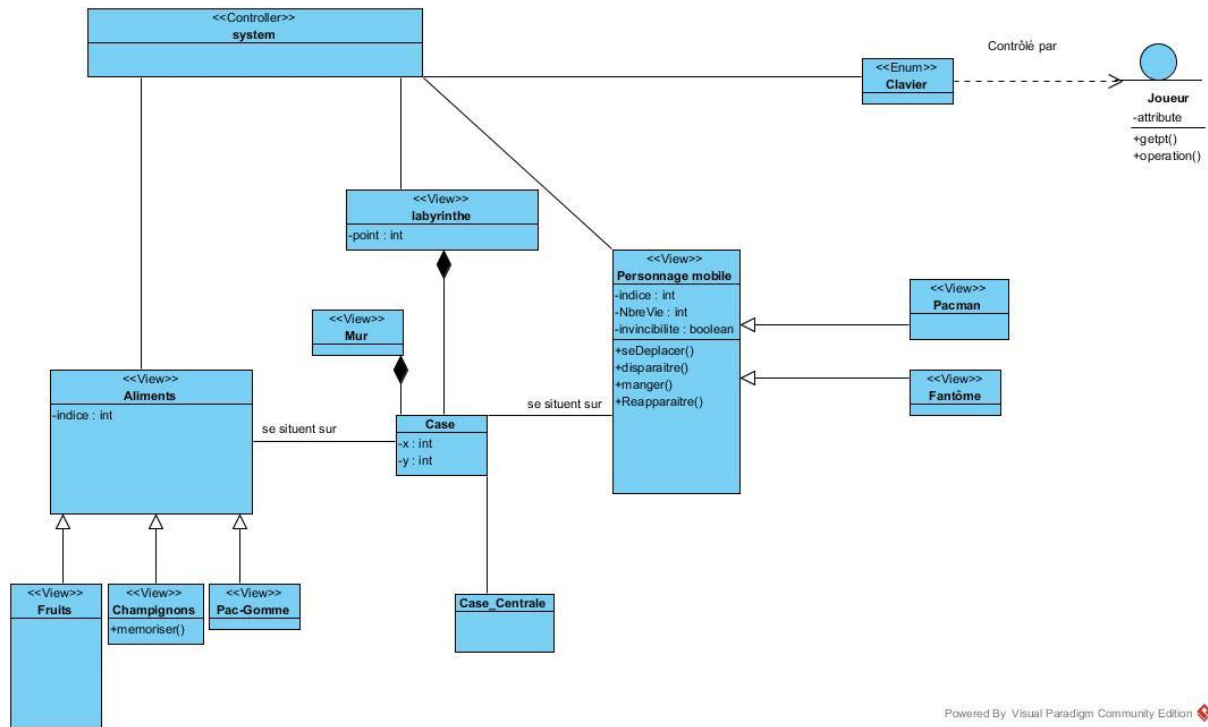 <<Controller>>
system
Contrôlé par
<<Enum>>
Clavier
Joueur
-attribute
+getpt()
+operation()
<<View>>
labyrinthe
-point : int
<<View>>
Personnage mobile
-indice : int
-NbreVie : int
-invincibilite : boolean
+seDeplacer()
+disparaitre()
+manger()
+Reapparaitre()
<<View>>
Pacman
<<View>>
Fantôme
<<View>>
Mur
<<View>>
Aliments
-indice : int
se situent sur
se situent sur
Case
-x : int
-y : int
<<View>>
Fruits
<<View>>
Champignons
+memoriser()
<<View>>
Pac-Gomme
Case_Centrale
Powered By Visual Paradigm Community Edition